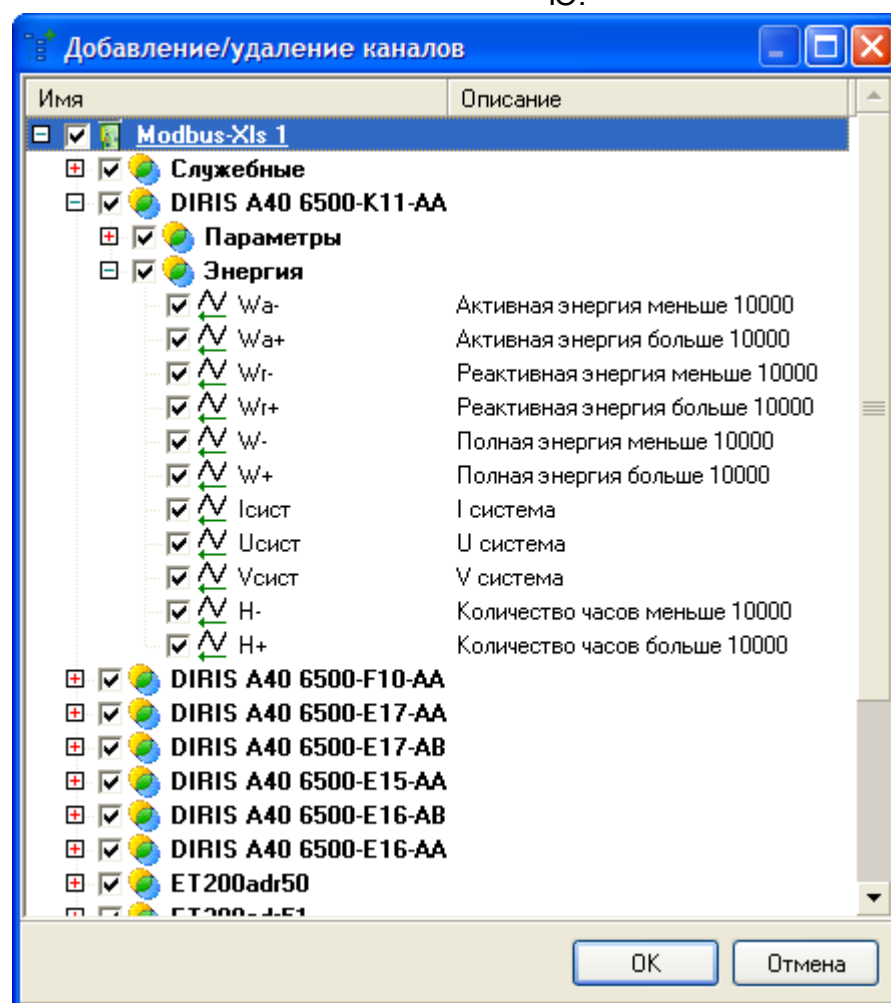 Добавление/удаление каналов
Имя Описание
Modbus-Xls 1
Служебные
DIRIS A40 6500-K11-AA
Параметры
Энергия
Wa- Активная энергия меньше 10000
Wa+ Активная энергия больше 10000
Wr- Реактивная энергия меньше 10000
Wr+ Реактивная энергия больше 10000
W- Полная энергия меньше 10000
W+ Полная энергия больше 10000
Iсист I система
Uсист U система
Vсист V система
H- Количество часов меньше 10000
H+ Количество часов больше 10000
DIRIS A40 6500-F10-AA
DIRIS A40 6500-E17-AA
DIRIS A40 6500-E17-AB
DIRIS A40 6500-E15-AA
DIRIS A40 6500-E16-AB
DIRIS A40 6500-E16-AA
ET200adr50
ET200adr51
OK Отмена